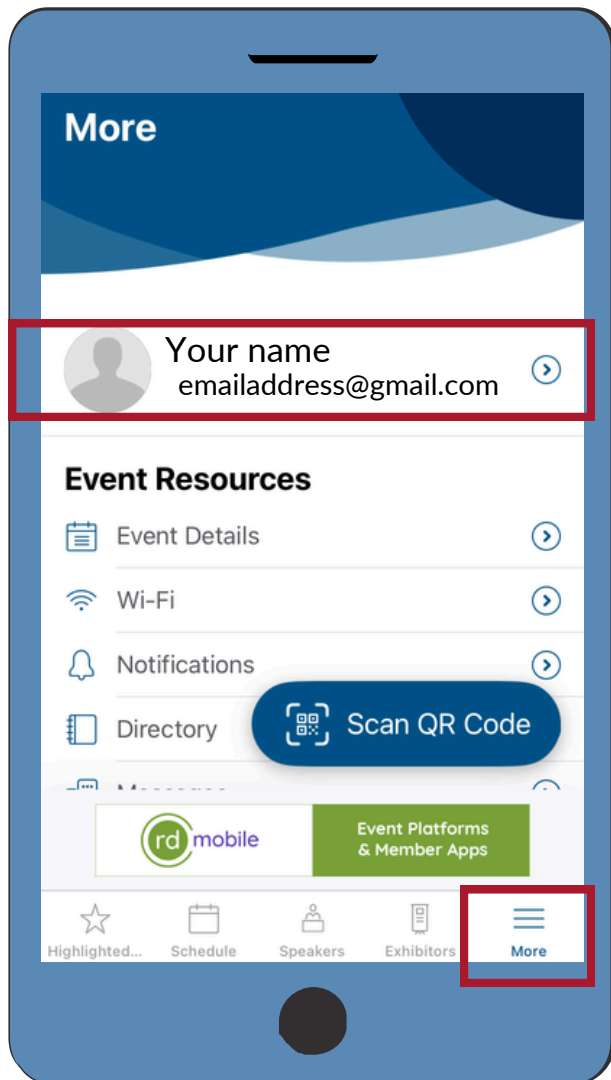 More
Your name
emailaddress@gmail.com
Event Resources
Event Details
Wi-Fi
Notifications
Directory
Scan QR Code
rd mobile
Event Platforms
& Member Apps
Highlighted...
Schedule
Speakers
Exhibitors
More